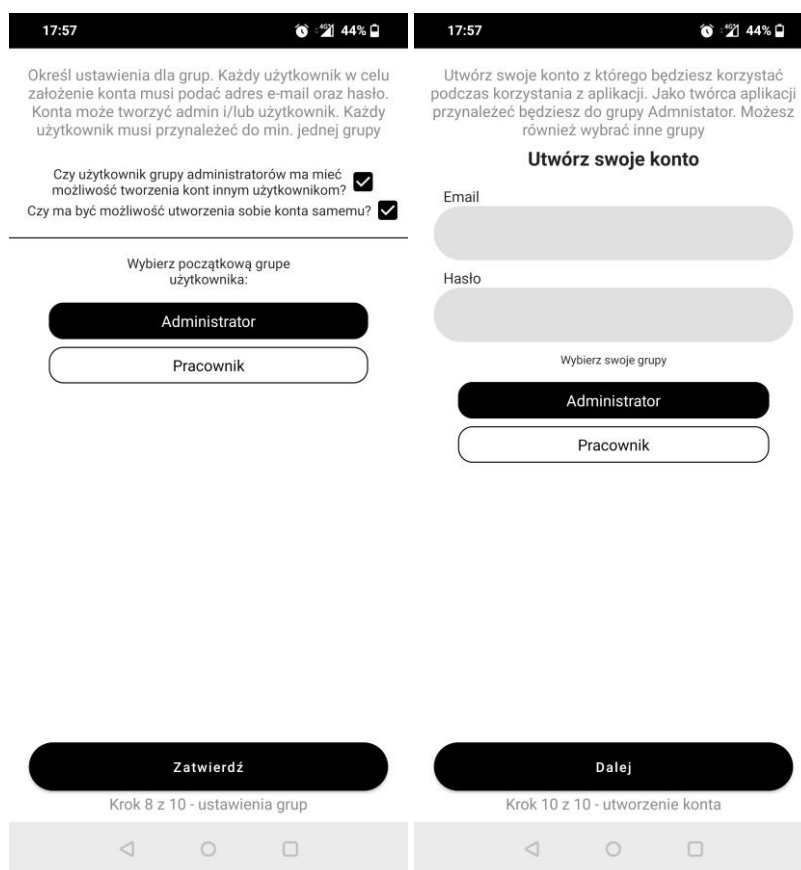 17:57
4G
44%
Określ ustawienia dla grup. Każdy użytkownik w celu
założenie konta musi podać adres e-mail oraz hasło.
Konta może tworzyć admin i/lub użytkownik. Każdy
użytkownik musi przynależeć do min. jednej grupy
Czy użytkownik grupy administratorów ma mieć
możliwość tworzenia kont innym użytkownikom?
Czy ma być możliwość utworzenia sobie konta samemu?
Wybierz początkową grupe
użytkownika:
Administrator
Pracownik
Zatwierdź
Krok 8 z 10 - ustawienia grup
17:57
4G
44%
Utwórz swoje konto z którego będziesz korzystać
podczas korzystania z aplikacji. Jako twórca aplikacji
przynależeć będziesz do grupy Admnistator. Możesz
również wybrać inne grupy
Utwórz swoje konto
Email
Hasło
Wybierz swoje grupy
Administrator
Pracownik
Dalej
Krok 10 z 10 - utworzenie konta